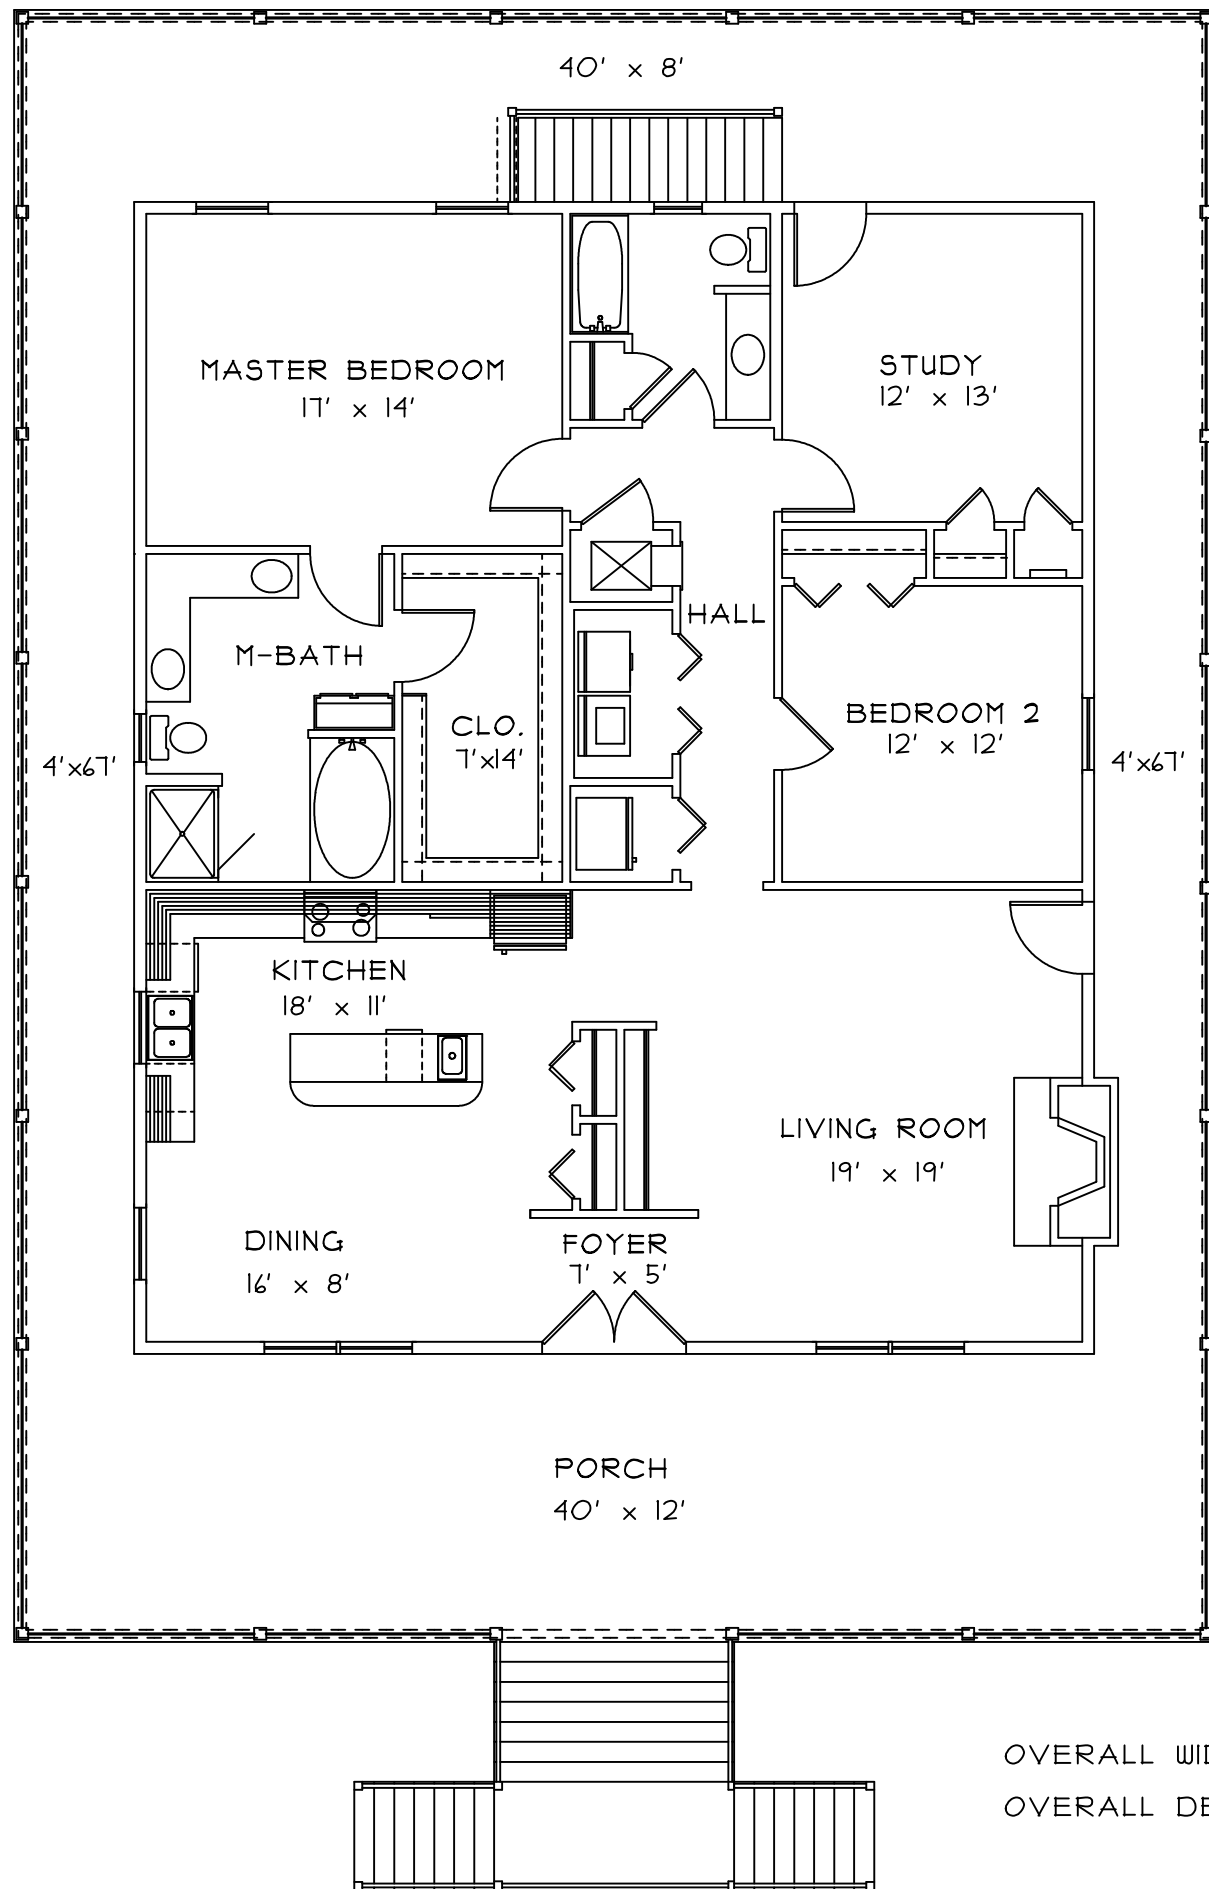 40' x 8'
MASTER BEDROOM
17' x 14'
STUDY
12' x 13'
HALL
M-BATH
CLO.
7'x14'
BEDROOM 2
12' x 12'
4'x67'
4'x67'
KITCHEN
18' x 11'
LIVING ROOM
19' x 19'
DINING
16' x 8'
FOYER
7' x 5'
PORCH
40' x 12'
OVERALL
OVERALL